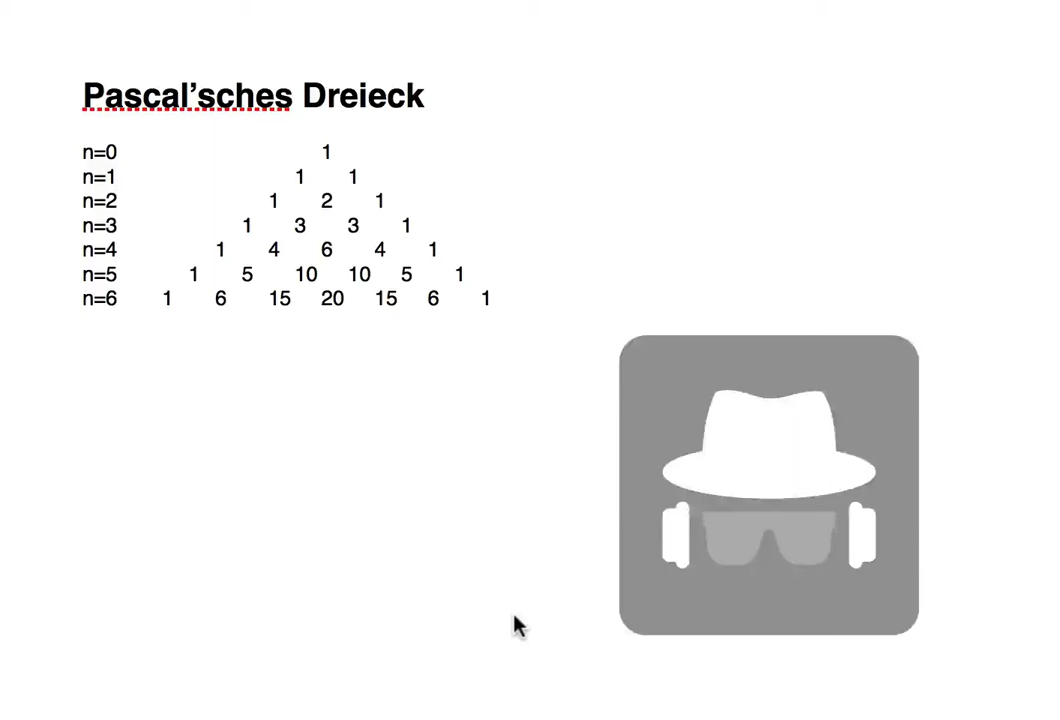 Pascal’sches Dreieck
n=0 1
n=1 1 1
n=2 1 2 1
n=3 1 3 3 1
n=4 1 4 6 4 1
n=5 1 5 10 10 5 1
n=6 1 6 15 20 15 6 1